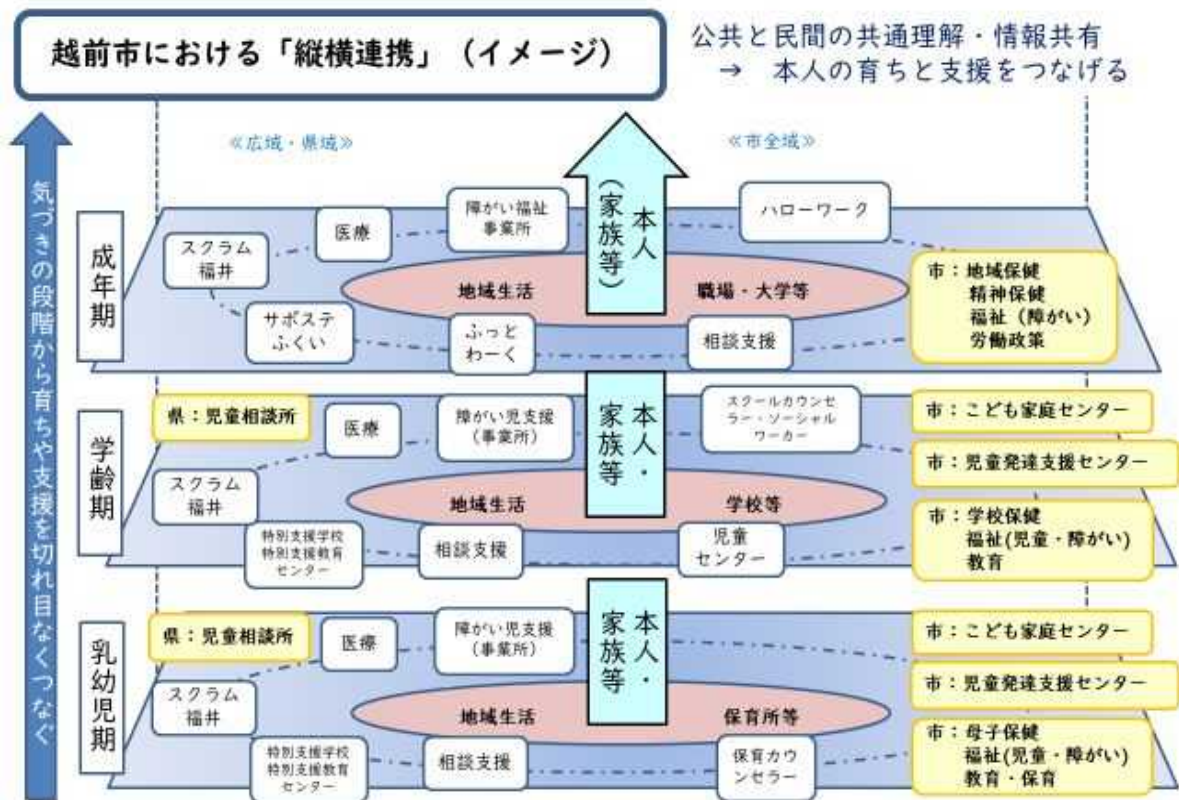 越前市における「縦横連携」（イメージ）
公共と民間の共通理解・情報共有
→ 本人の育ちと支援をつなげる
気づきの段階から育ちや支援を切れ目なくつなぐ
≪広域・県域≫
≪市全域≫
成年期
スクラム
福井
医療
障がい福祉
事業所
本人
（家族等）
ハローワーク
地域生活
職場・大学等
サポステ
ふくい
ふっと
わーく
相談支援
市：地域保健
精神保健
福祉（障がい）
労働政策
学齢期
県：児童相談所
医療
障がい児支援
（事業所）
本人・
家族等
スクールカウンセ
ラー・ソーシャル
ワーカー
市：こども家庭センター
市：児童発達支援センター
スクラム
福井
地域生活
学校等
特別支援学校
特別支援教育
センター
相談支援
児童
センター
市：学校保健
福祉(児童・障がい)
教育
乳幼児期
県：児童相談所
医療
障がい児支援
（事業所）
本人・
家族等
市：こども家庭センター
市：児童発達支援センター
スクラム
福井
地域生活
保育所等
特別支援学校
特別支援教育
センター
相談支援
保育カウ
ンセラー
市：母子保健
福祉(児童・障がい)
教育・保育